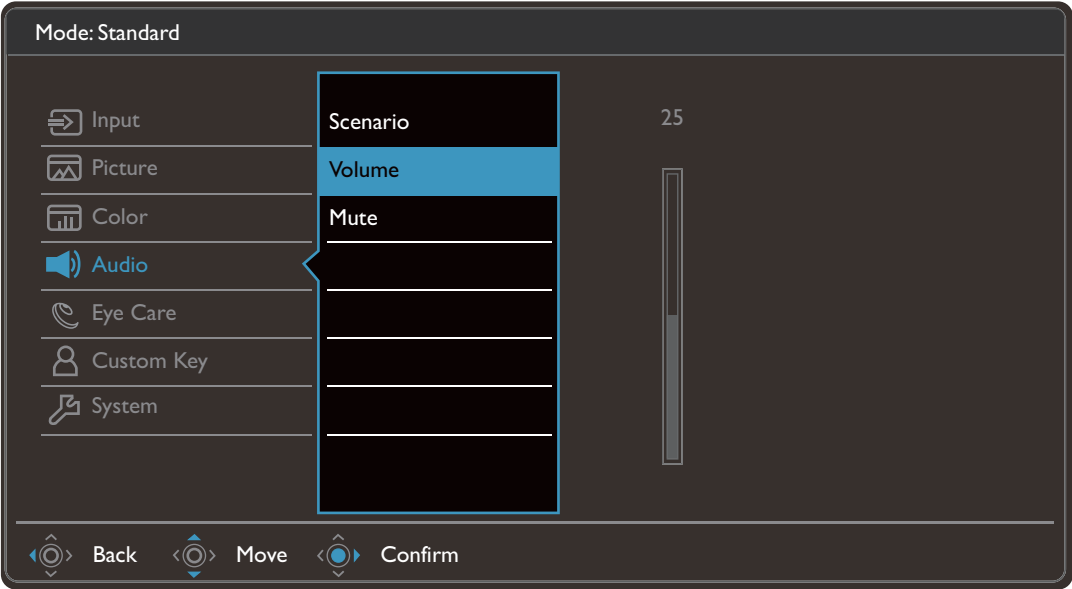 Mode: Standard
Input
Picture
Color
Audio
Eye Care
Custom Key
System
Scenario
Volume
Mute
25
Back Move Confirm